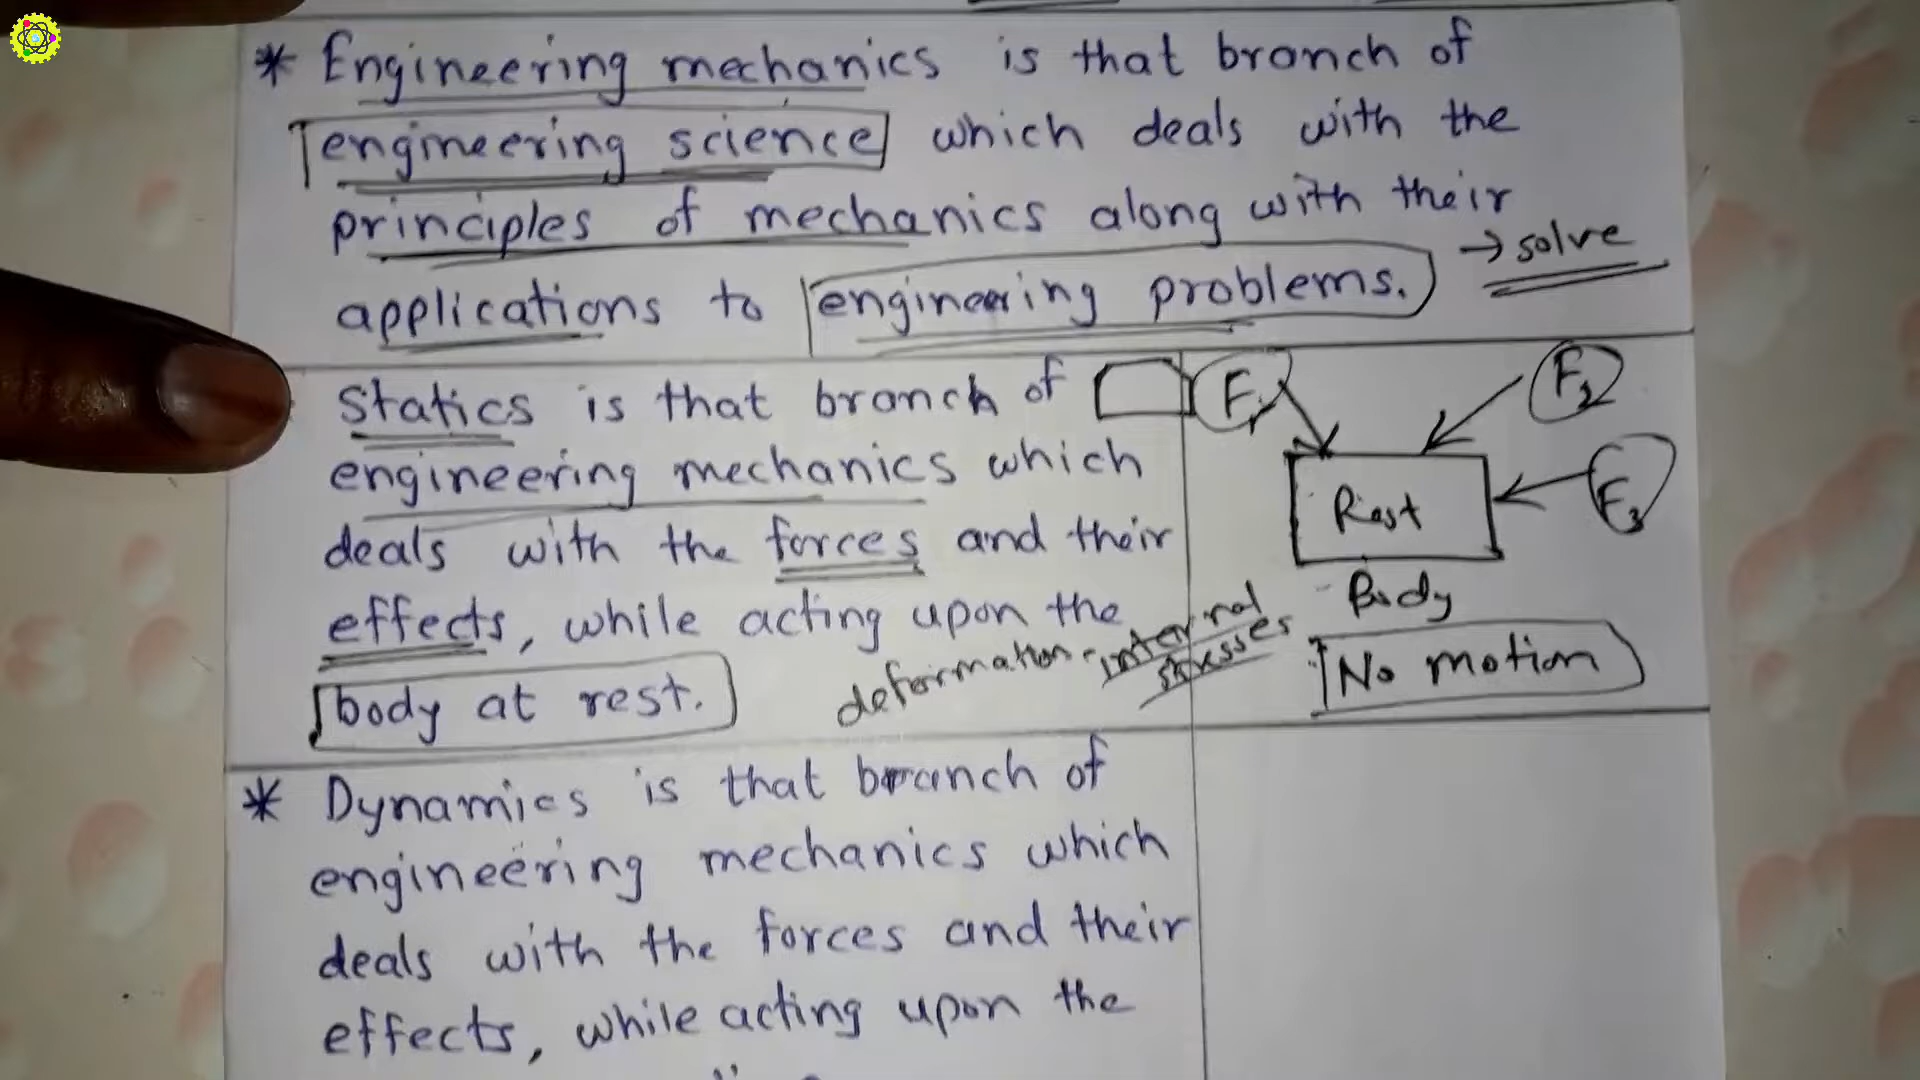 * Engineering mechanics is that branch of
engineering science which deals with the
principles of mechanics along with their
applications to engineering problems. → solve
Statics is that branch of
engineering mechanics which
deals with the forces and their
effects, while acting upon the
body at rest.
deformation - internal
stresses
F1
F2
F3
Rest
Body
No motion
* Dynamics is that branch of
engineering mechanics which
deals with the forces and their
effects, while acting upon the